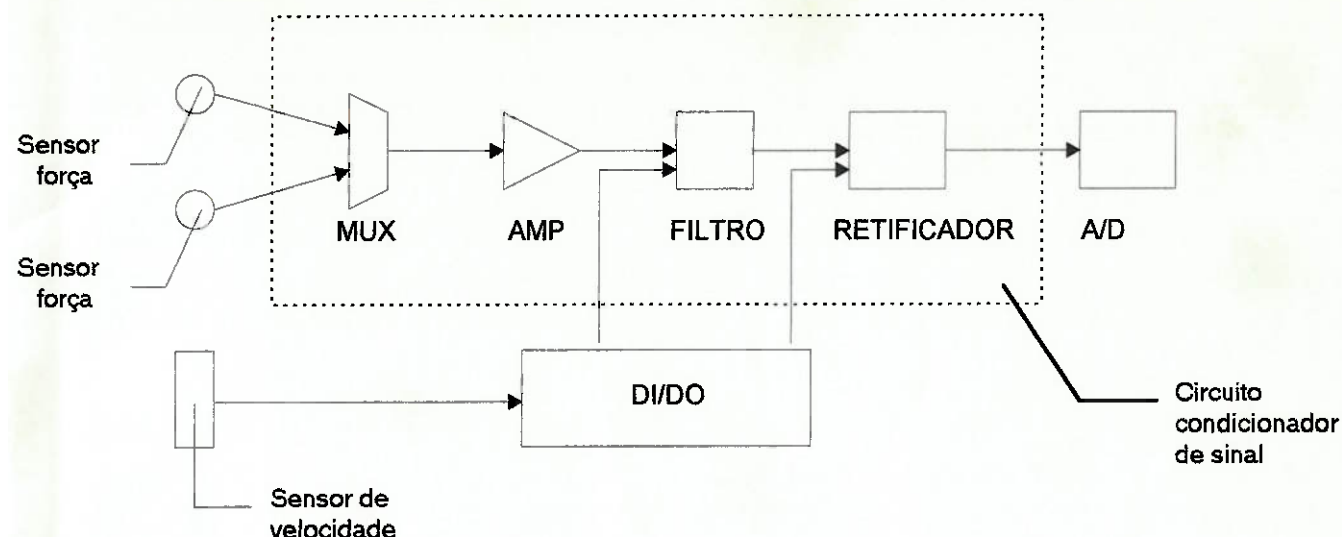 Sensor
força
Sensor
força
MUX
AMP
FILTRO
RETIFICADOR
A/D
DI/DO
Sensor de
velocidade
Circuito
condicionador
de sinal